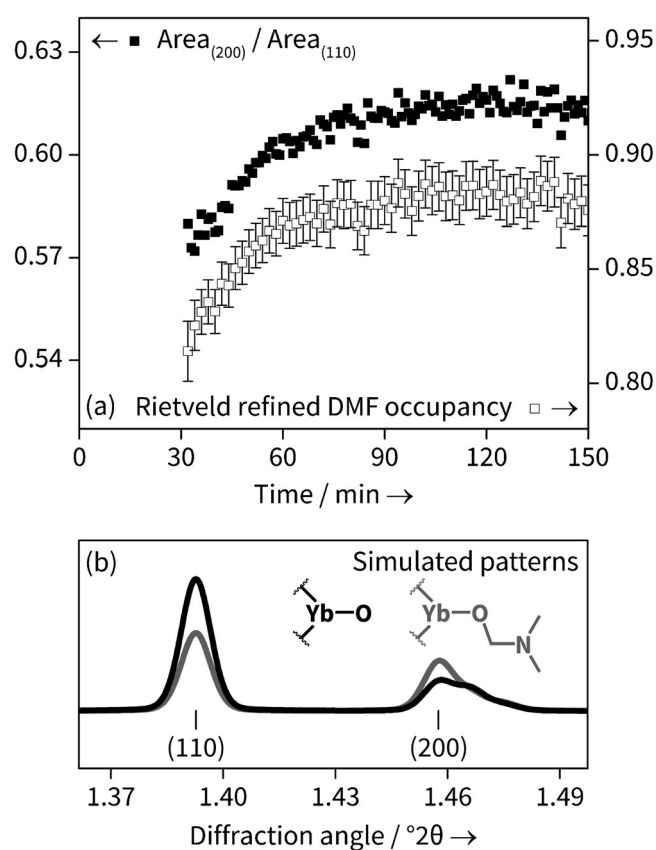 ← ■ Area(200) / Area(110)
0.63
0.60
0.57
0.54
0.95
0.90
0.85
0.80
(a) Rietveld refined DMF occupancy □ →
0 30 60 90 120 150
Time / min →
(b) Simulated patterns
Yb O Yb O
N
(110) (200)
1.37 1.40 1.43 1.46 1.49
Diffraction angle / °2θ →